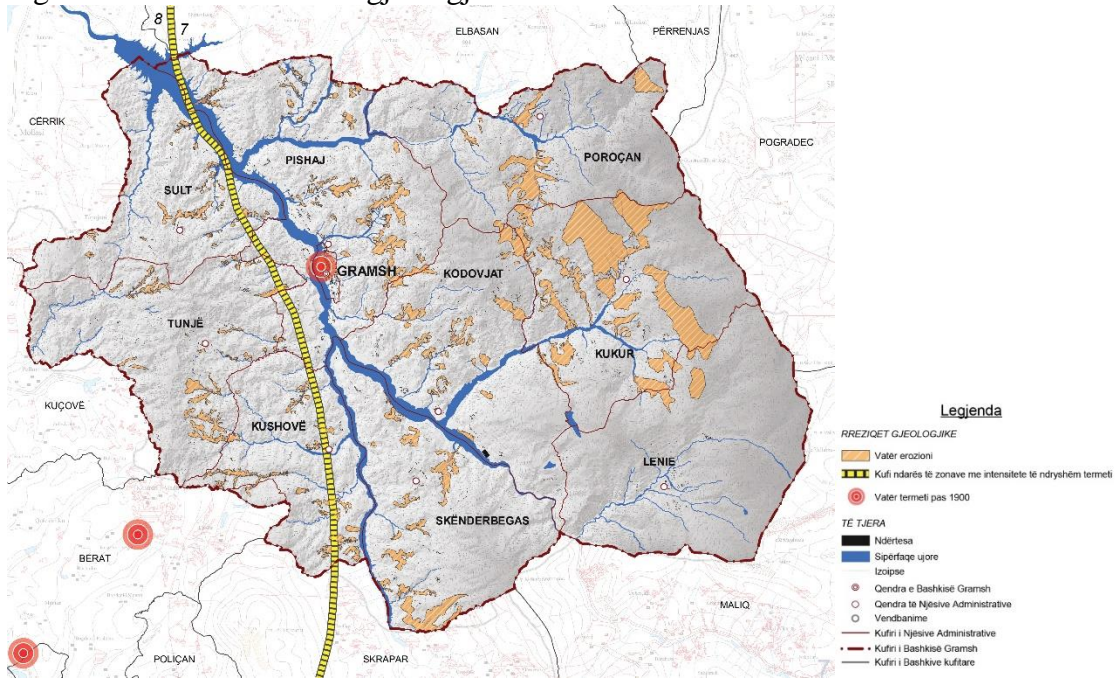 8
7
ELBASAN
PËRRENJAS
CËRRIK
POGRADEC
PISHAJ
POROÇAN
SULT
GRAMSH
KODOVJAT
TUNJË
KUKUR
KUÇOVË
KUSHOVË
LENIE
SKËNDERBEGAS
BERAT
MALIQ
POLIÇAN
SKRAPAR
Legjenda
RREZIQET GJEOLOGJIKE
Vatër erozioni
Kufi ndarës të zonave me intensitete të ndryshëm termeti
Vatër termeti pas 1900
TË TJERA
Ndërtesa
Sipërfaqe ujore
Izoipse
Qendra e Bashkisë Gramsh
Qendra të Njësive Administrative
Vendbanime
Kufiri i Njësive Administrative
Kufiri i Bashkisë Gramsh
Kufiri i Bashkive kufitare